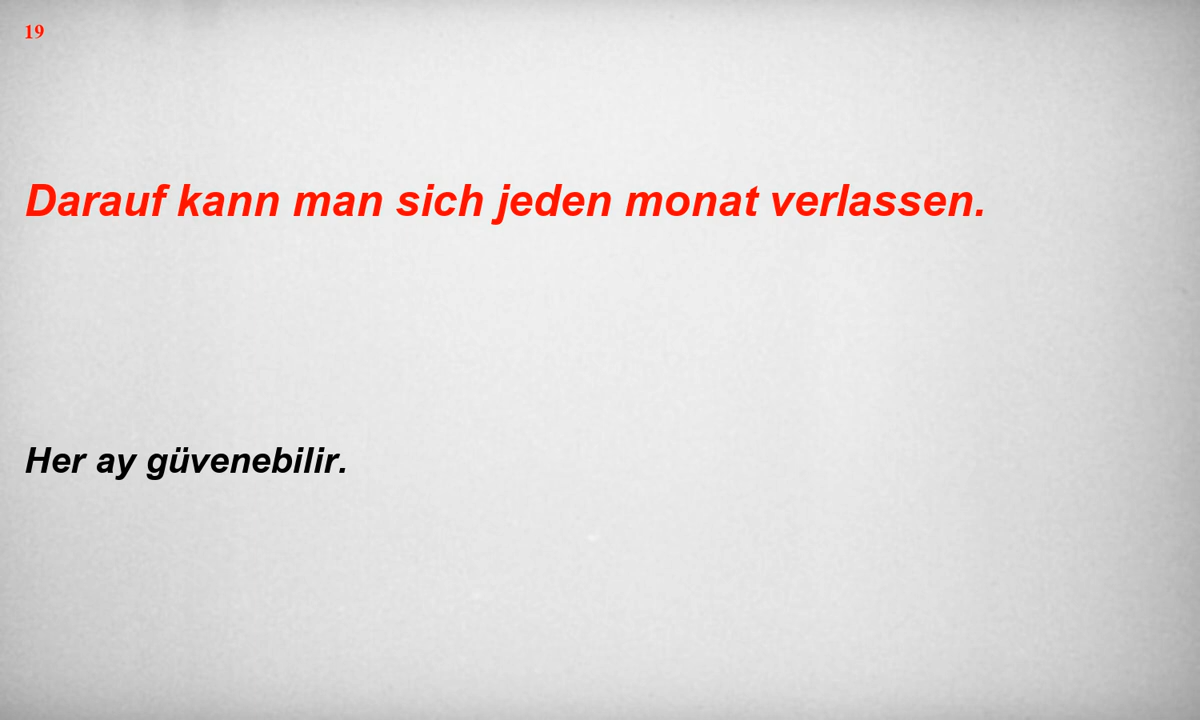 19
Darauf kann man sich jeden monat verlassen.
Her ay güvenebilir.